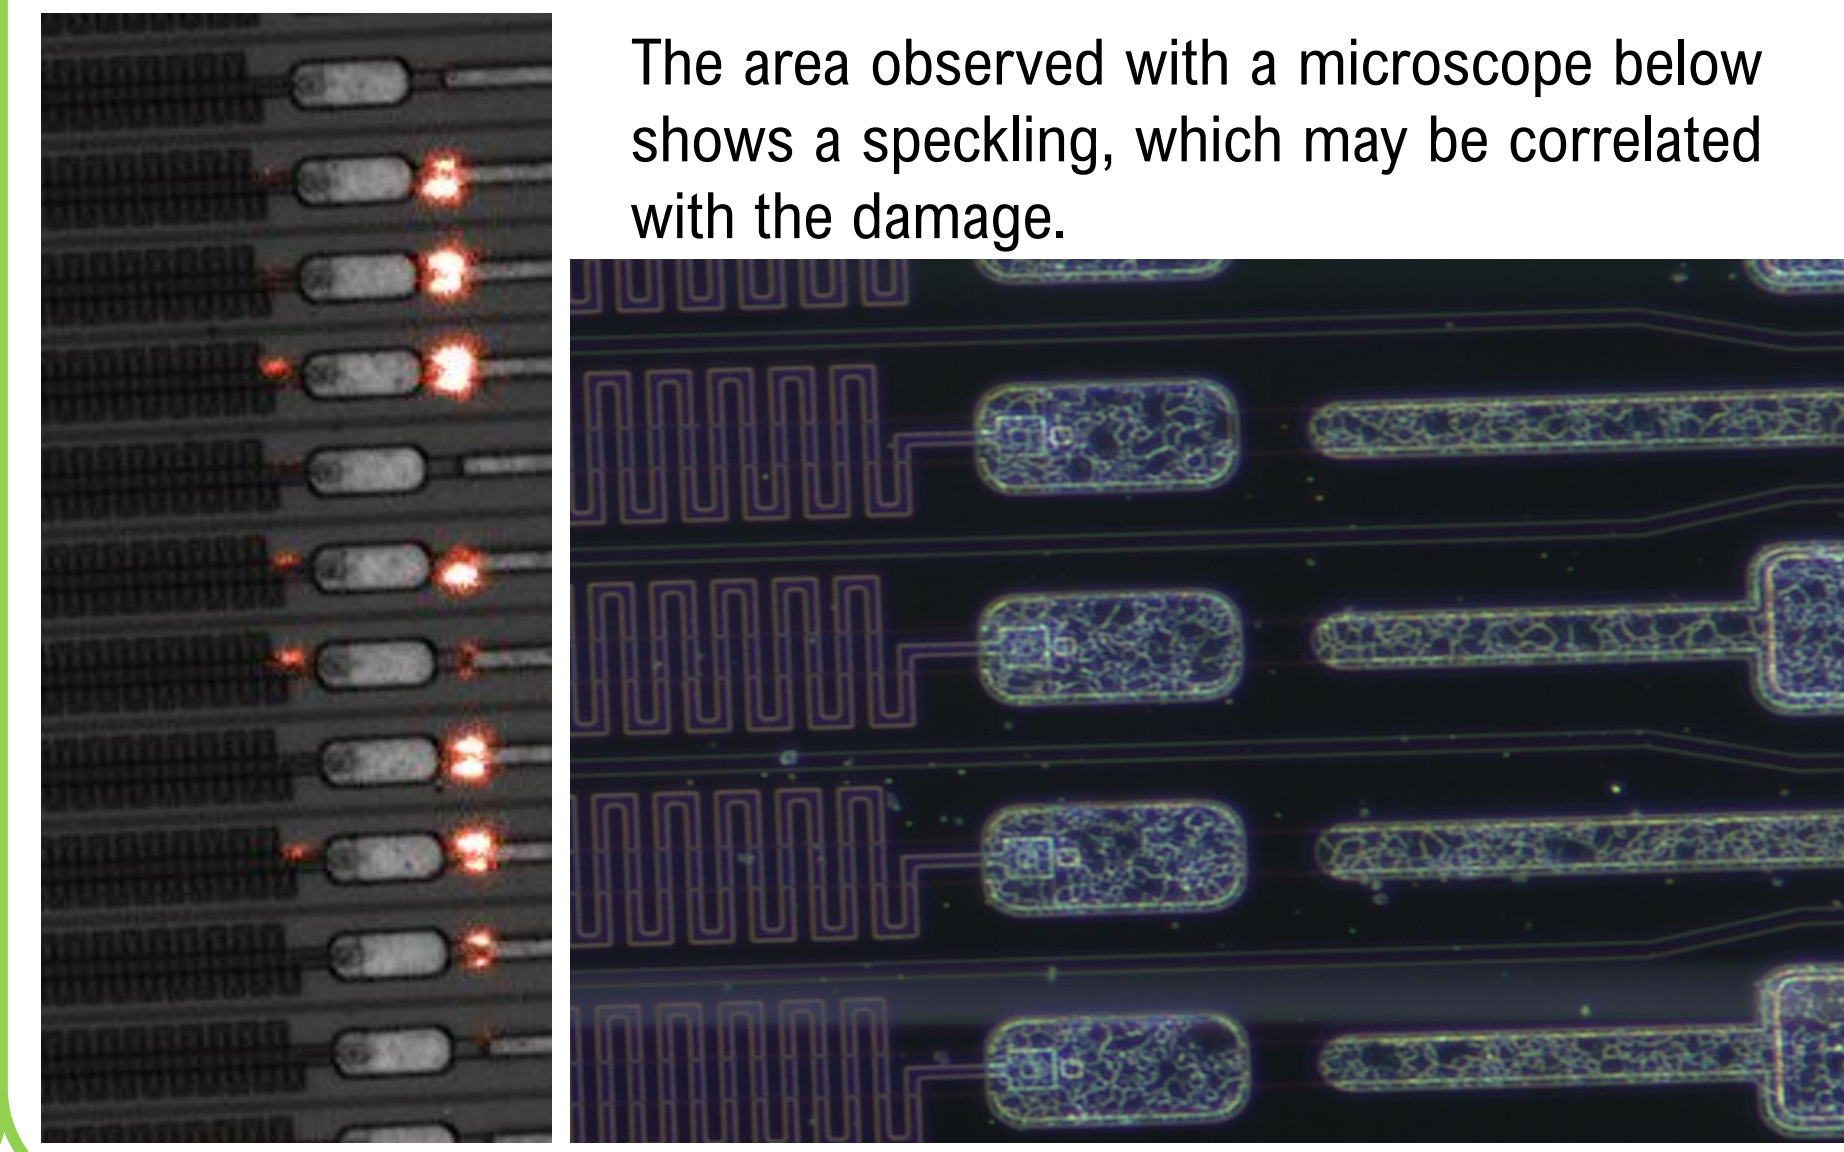 The area observed with a microscope below
shows a speckling, which may be correlated
with the damage.